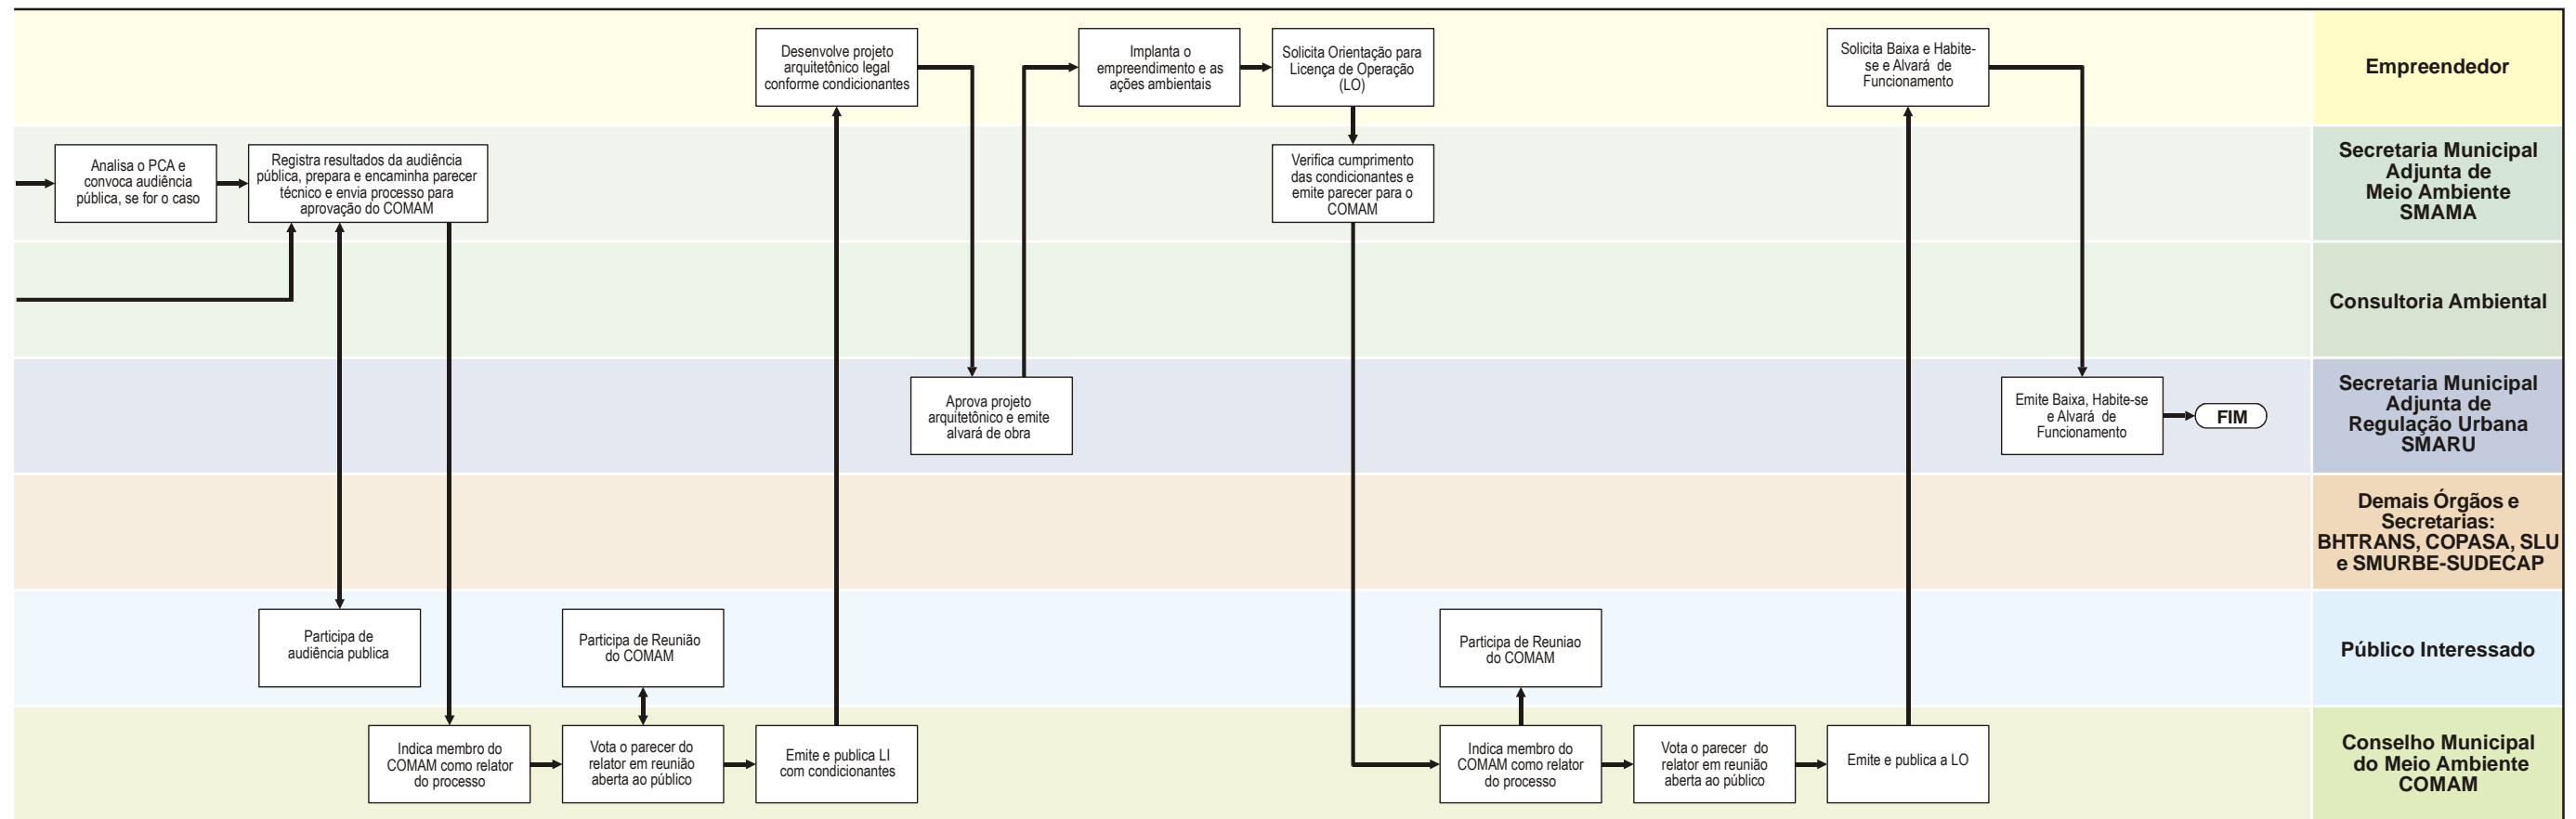 Desenvolve projeto
arquitetônico legal
conforme condicionantes
Implanta o
empreendimento e as
ações ambientais
Solicita Orientação para
Licença de Operação
(LO)
Solicita Baixa e Habite-
se e Alvará de
Funcionamento
Empreendedor
Analisa o PCA e
convoca audiência
pública, se for o caso
Registra resultados da audiência
pública, prepara e encaminha parecer
técnico e envia processo para
aprovação do COMAM
Verifica cumprimento
das condicionantes e
emite parecer para o
COMAM
Secretaria Municipal
Adjunta de
Meio Ambiente
SMAMA
Consultoria Ambiental
Aprova projeto
arquitetônico e emite
alvará de obra
Emite Baixa, Habite-se
e Alvará de
Funcionamento
FIM
Secretaria Municipal
Adjunta de
Regulação Urbana
SMARU
Demais Órgãos e
Secretarias:
BHTRANS, COPASA, SLU
e SMURBE-SUDECAP
Participa de
audiência publica
Participa de Reunião
do COMAM
Participa de Reuniao
do COMAM
Público Interessado
Indica membro do
COMAM como relator
do processo
Vota o parecer do
relator em reunião
aberta ao público
Emite e publica LI
com condicionantes
Indica membro do
COMAM como relator
do processo
Vota o parecer do
relator em reunião
aberta ao público
Emite e publica a LO
Conselho Municipal
do Meio Ambiente
COMAM